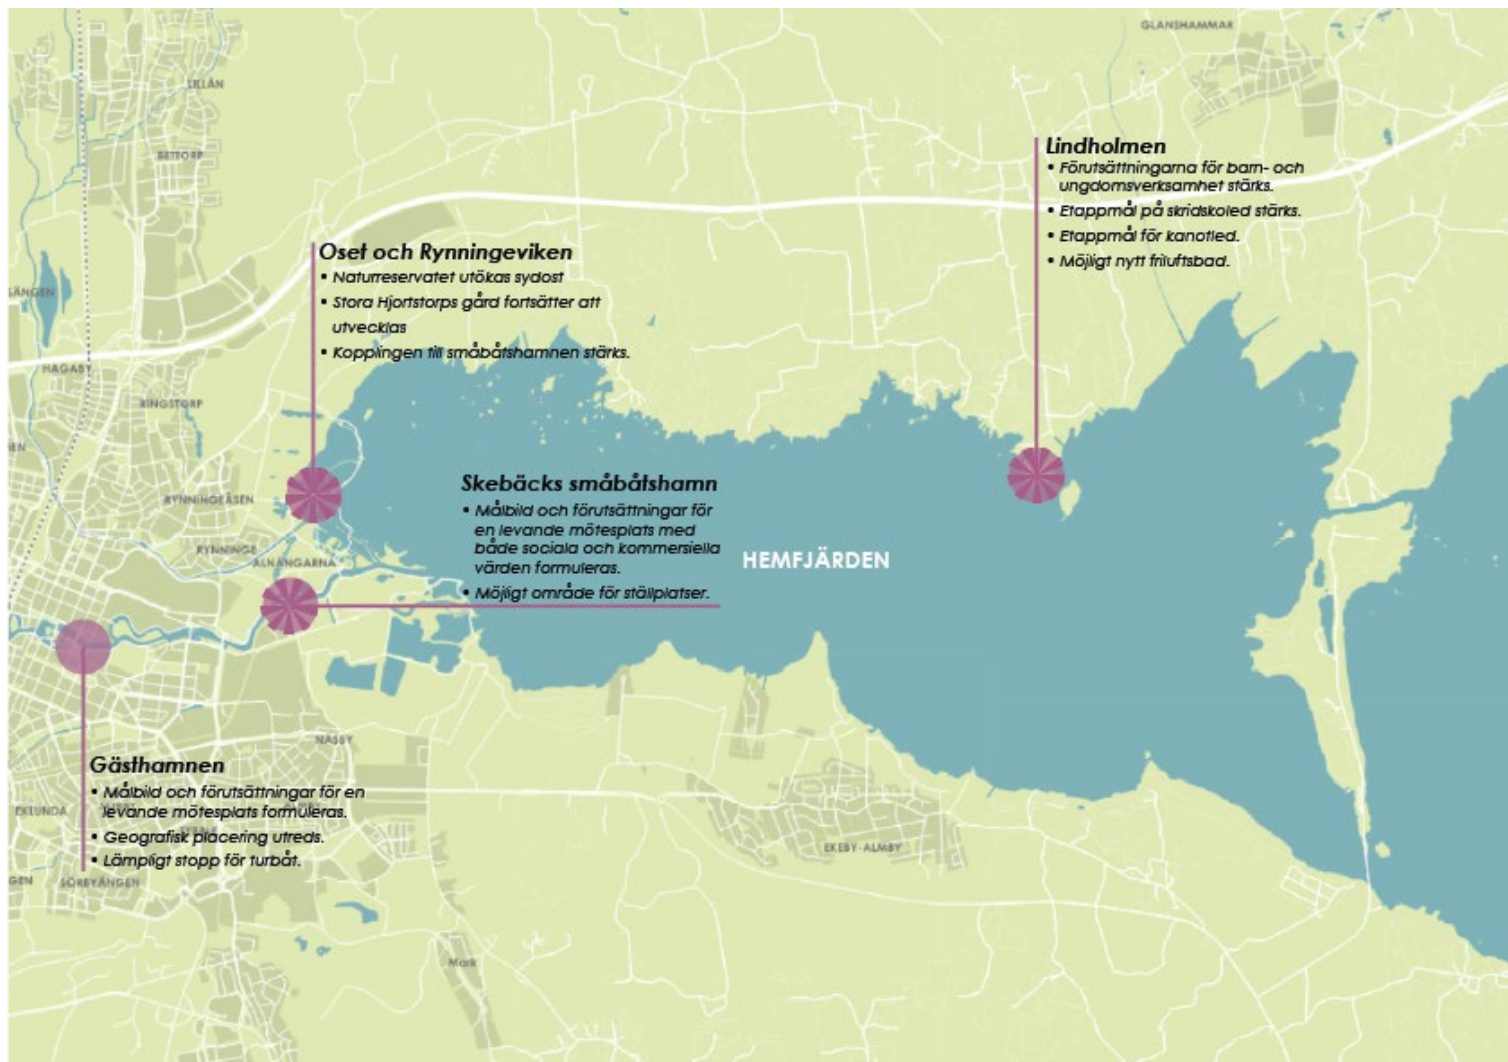 GLANSHAMMAR
LILLÅN
BETTORP
Lindholmen
• Förutsättningarna för barn- och
ungdomsverksamhet stärks.
• Etappmål på skridskoled stärks.
• Etappmål för kanotled.
• Möjligt nytt friluftsbad.
Oset och Rynningeviken
• Naturreservatet utökas sydost
• Stora Hjortstorps gård fortsätter att
utvecklas
• Kopplingen till småbåtshamnen stärks.
HAGABY
RINGSTORP
RYNNINGEÅSEN
RYNNINGE
ALNÄNGARNA
Skebäcks småbåtshamn
• Målbild och förutsättningar för
en levande mötesplats med
både sociala och kommersiella
värden formuleras.
• Möjligt område för ställplatser.
HEMFJÄRDEN
NÄSBY
Gästhamnen
• Målbild och förutsättningar för en
levande mötesplats formuleras.
• Geografisk placering utreds.
• Lämpligt stopp för turbåt.
EKLUNDA
SÖRBYÄNGEN
EKEBY-ALMBY
Mark